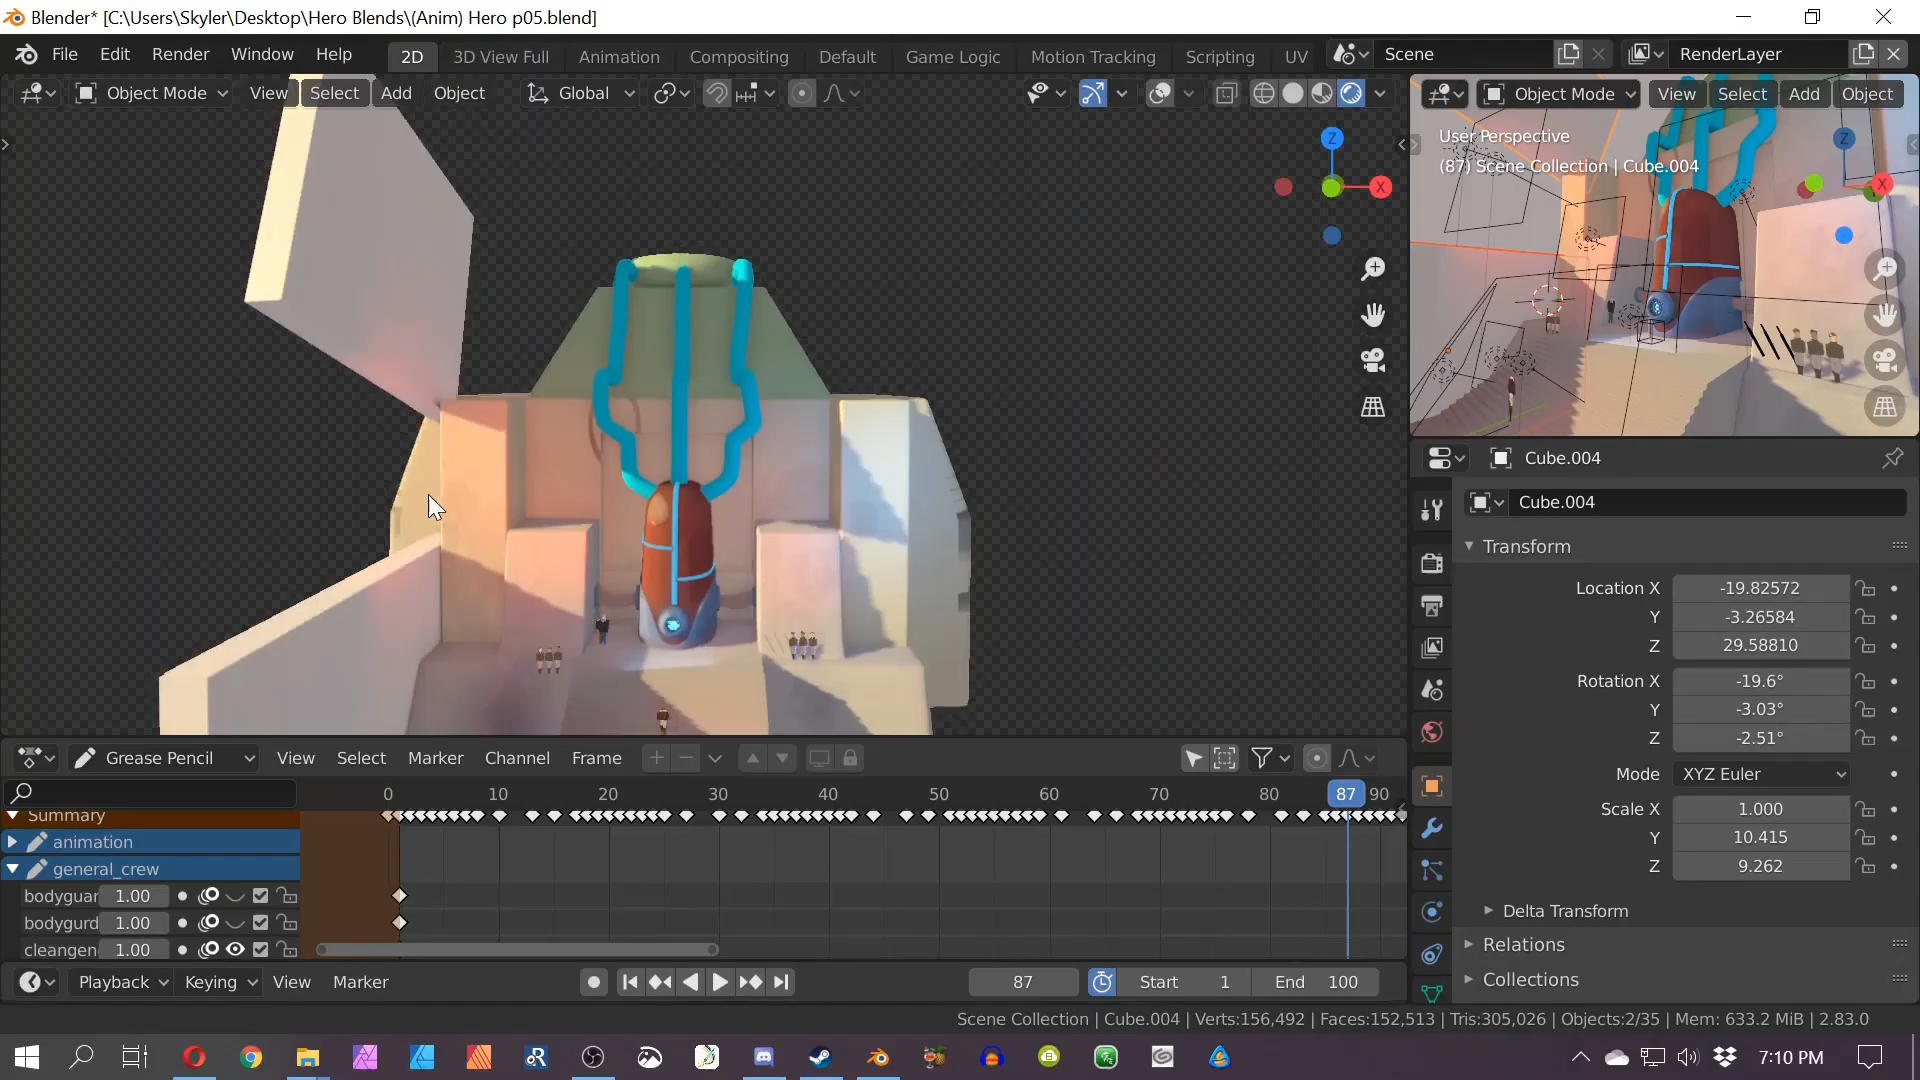 Blender* [C:\Users\Skyler\Desktop\Hero Blends\(Anim) Hero p05.blend]
File Edit Render Window Help 2D 3D View Full Animation Compositing Default Game Logic Motion Tracking Scripting UV Scene RenderLayer
Object Mode View Select Add Object Global
Object Mode View Select Add Object
User Perspective
(87) Scene Collection | Cube.004
Z
X
Z
X
Cube.004
Cube.004
Transform
Location X -19.82572
Y -3.26584
Z 29.58810
Rotation X -19.6°
Y -3.03°
Z -2.51°
Mode XYZ Euler
Scale X 1.000
Y 10.415
Z 9.262
Delta Transform
Relations
Collections
Grease Pencil View Select Marker Channel Frame
0 10 20 30 40 50 60 70 80 87 90
Summary
animation
general_crew
bodyguar 1.00
bodygurd 1.00
cleangen 1.00
Playback Keying View Marker 87 Start 1 End 100
Scene Collection | Cube.004 | Verts:156,492 | Faces:152,513 | Tris:305,026 | Objects:2/35 | Mem: 633.2 MiB | 2.83.0
7:10 PM